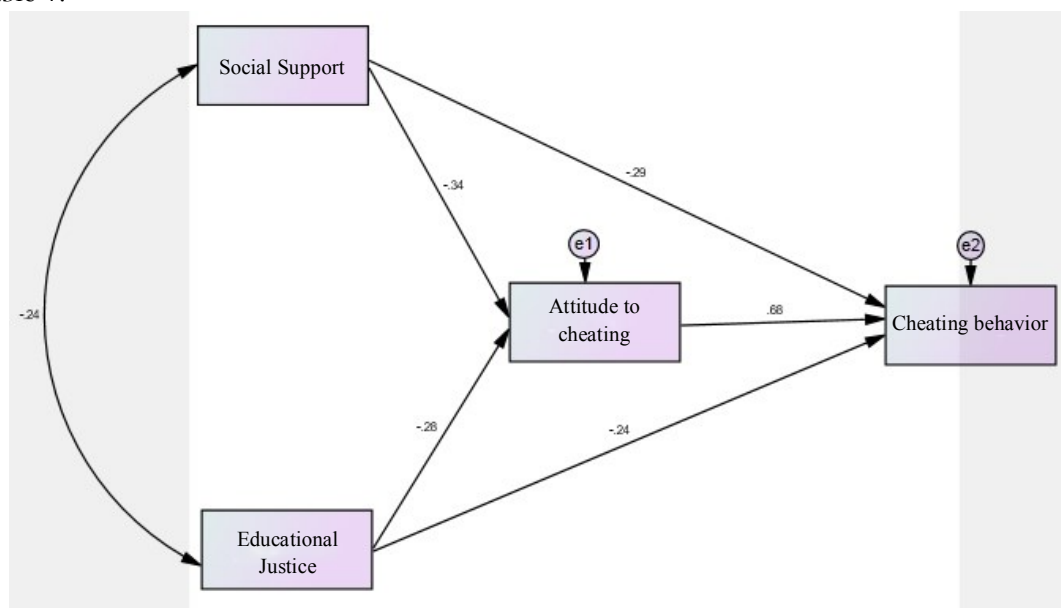 Social Support
-.29
-.34
e1
e2
Attitude to
cheating
.68
Cheating behavior
-.24
-.28
-.24
Educational
Justice